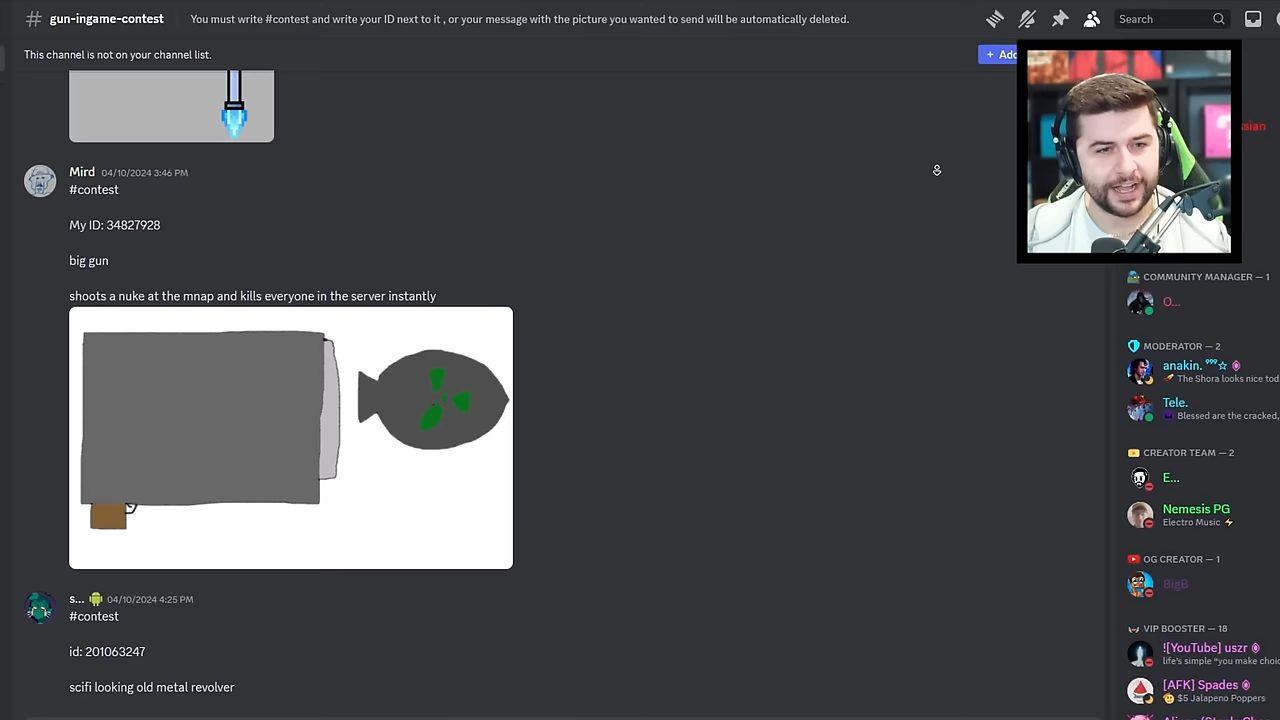 # gun-ingame-contest
You must write #contest and write your ID next to it , or your message with the picture you wanted to send will be automatically deleted.
Search
This channel is not on your channel list.
+ Add
Mird 04/10/2024 3:46 PM
#contest
My ID: 34827928
big gun
shoots a nuke at the mnap and kills everyone in the server instantly
s... 04/10/2024 4:25 PM
#contest
id: 201063247
scifi looking old metal revolver
COMMUNITY MANAGER — 1
O...
MODERATOR — 2
anakin. ⁹⁹⁹☆
The Shora looks nice tod
Tele.
Blessed are the cracked,
CREATOR TEAM — 2
E...
Nemesis PG
Electro Music ⚡
OG CREATOR — 1
BigB
VIP BOOSTER — 18
![YouTube] uszr
life's simple "you make choic
[AFK] Spades
$5 Jalapeno Poppers